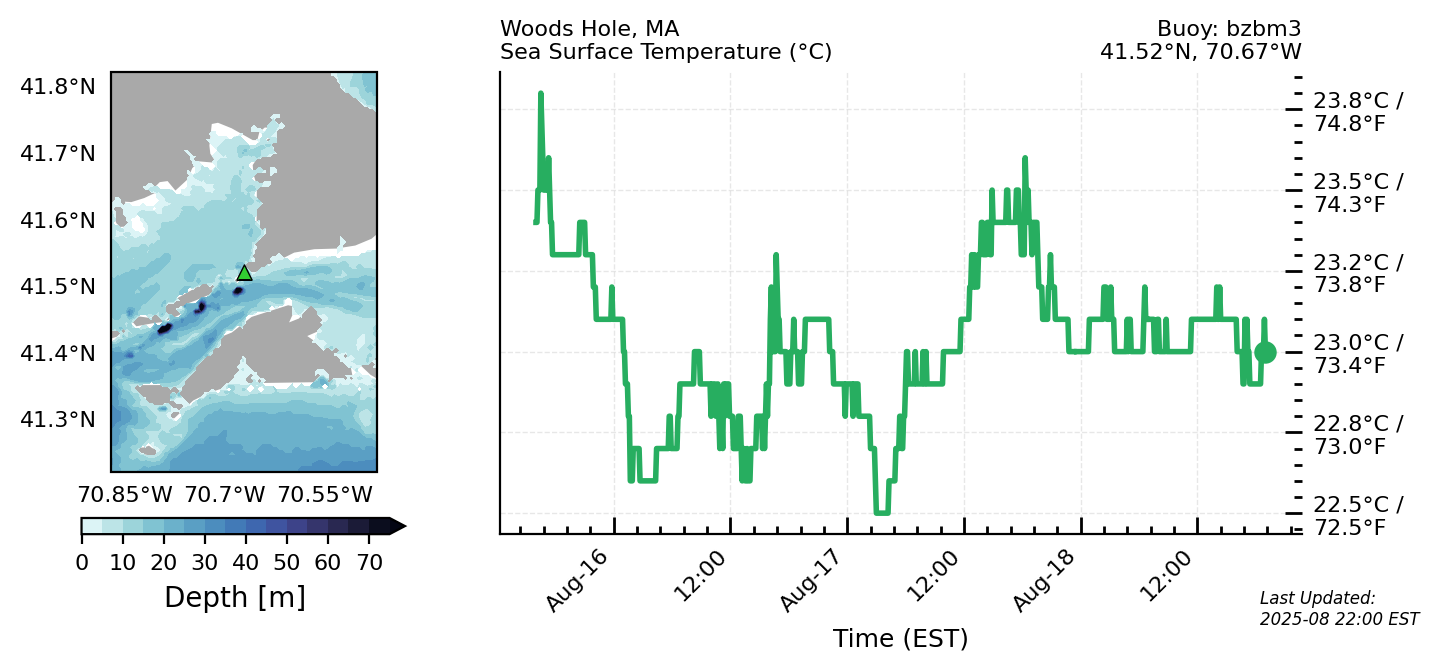 Woods Hole, MA
Sea Surface Temperature (°C)
Buoy: bzbm3
41.52°N, 70.67°W
41.8°N
41.7°N
41.6°N
41.5°N
41.4°N
41.3°N
70.85°W 70.7°W 70.55°W
0 10 20 30 40 50 60 70
Depth [m]
23.8°C /
74.8°F
23.5°C /
74.3°F
23.2°C /
73.8°F
23.0°C /
73.4°F
22.8°C /
73.0°F
22.5°C /
72.5°F
Aug-16 12:00 Aug-17 12:00 Aug-18 12:00
Time (EST)
Last Updated:
2025-08 22:00 EST